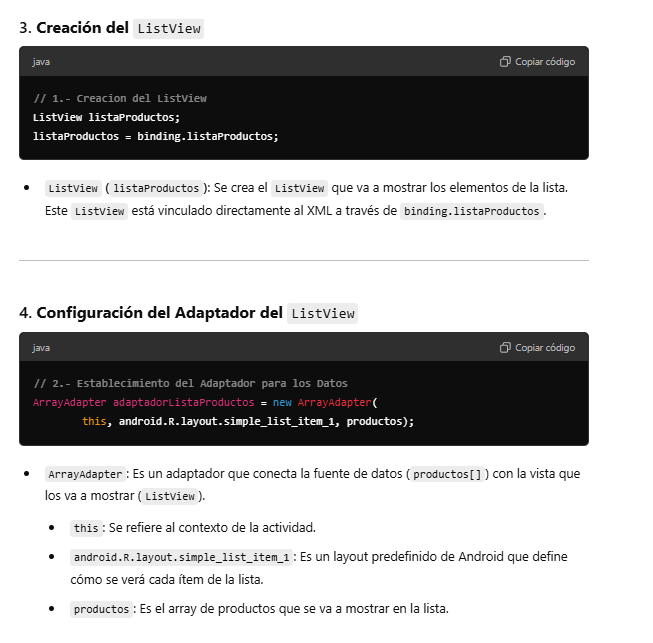 3. Creación del ListView
java
Copiar código
// 1.- Creacion del ListView
ListView listaProductos;
listaProductos = binding.listaProductos;
• ListView ( listaProductos ): Se crea el ListView que va a mostrar los elementos de la lista.
Este ListView está vinculado directamente al XML a través de binding.listaProductos .
4. Configuración del Adaptador del ListView
java
Copiar código
// 2.- Establecimiento del Adaptador para los Datos
ArrayAdapter adaptadorListaProductos = new ArrayAdapter(
this, android.R.layout.simple_list_item_1, productos);
• ArrayAdapter : Es un adaptador que conecta la fuente de datos ( productos[] ) con la vista que
los va a mostrar ( ListView ).
• this : Se refiere al contexto de la actividad.
• android.R.layout.simple_list_item_1 : Es un layout predefinido de Android que define
cómo se verá cada ítem de la lista.
• productos : Es el array de productos que se va a mostrar en la lista.